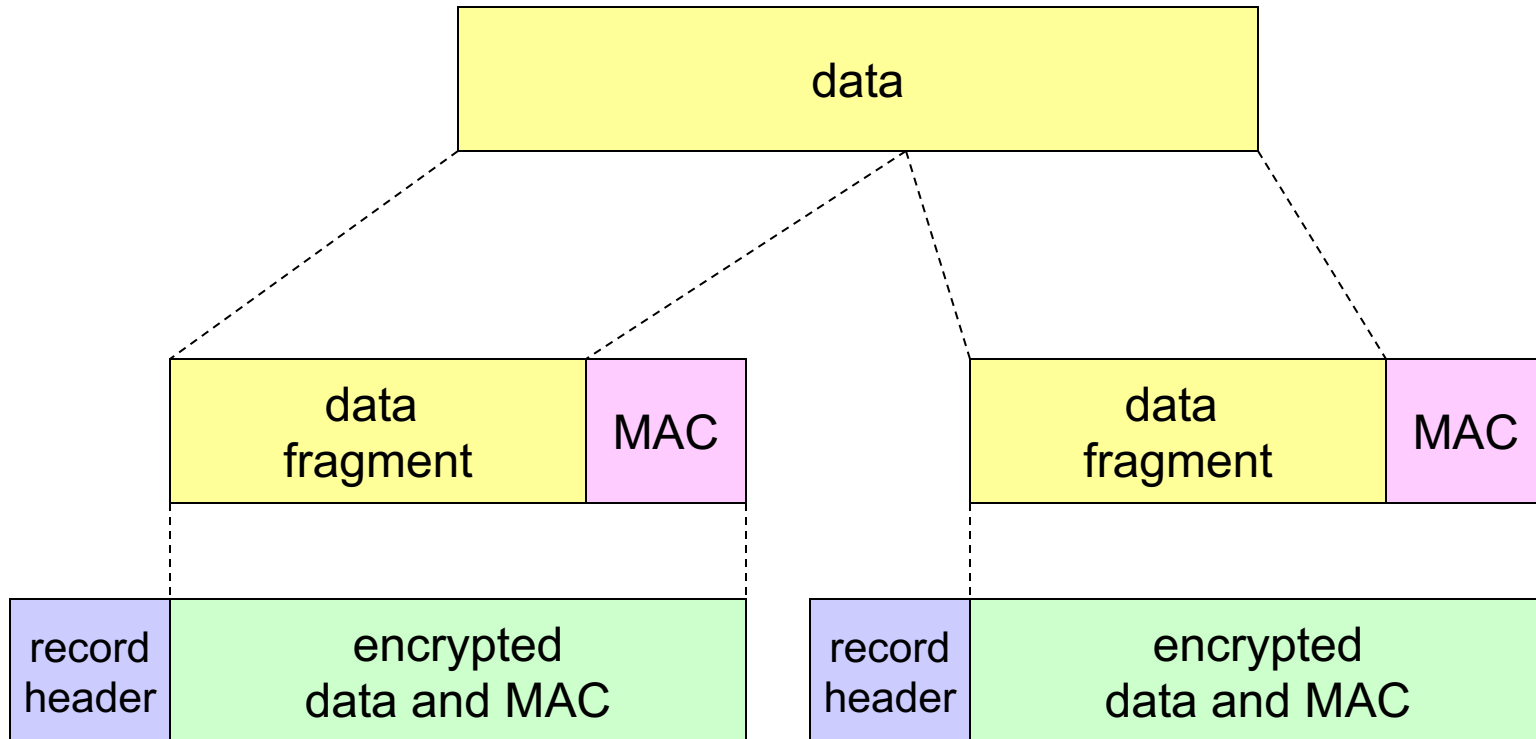 data
data
fragment
MAC
data
fragment
MAC
record
header
encrypted
data and MAC
record
header
encrypted
data and MAC